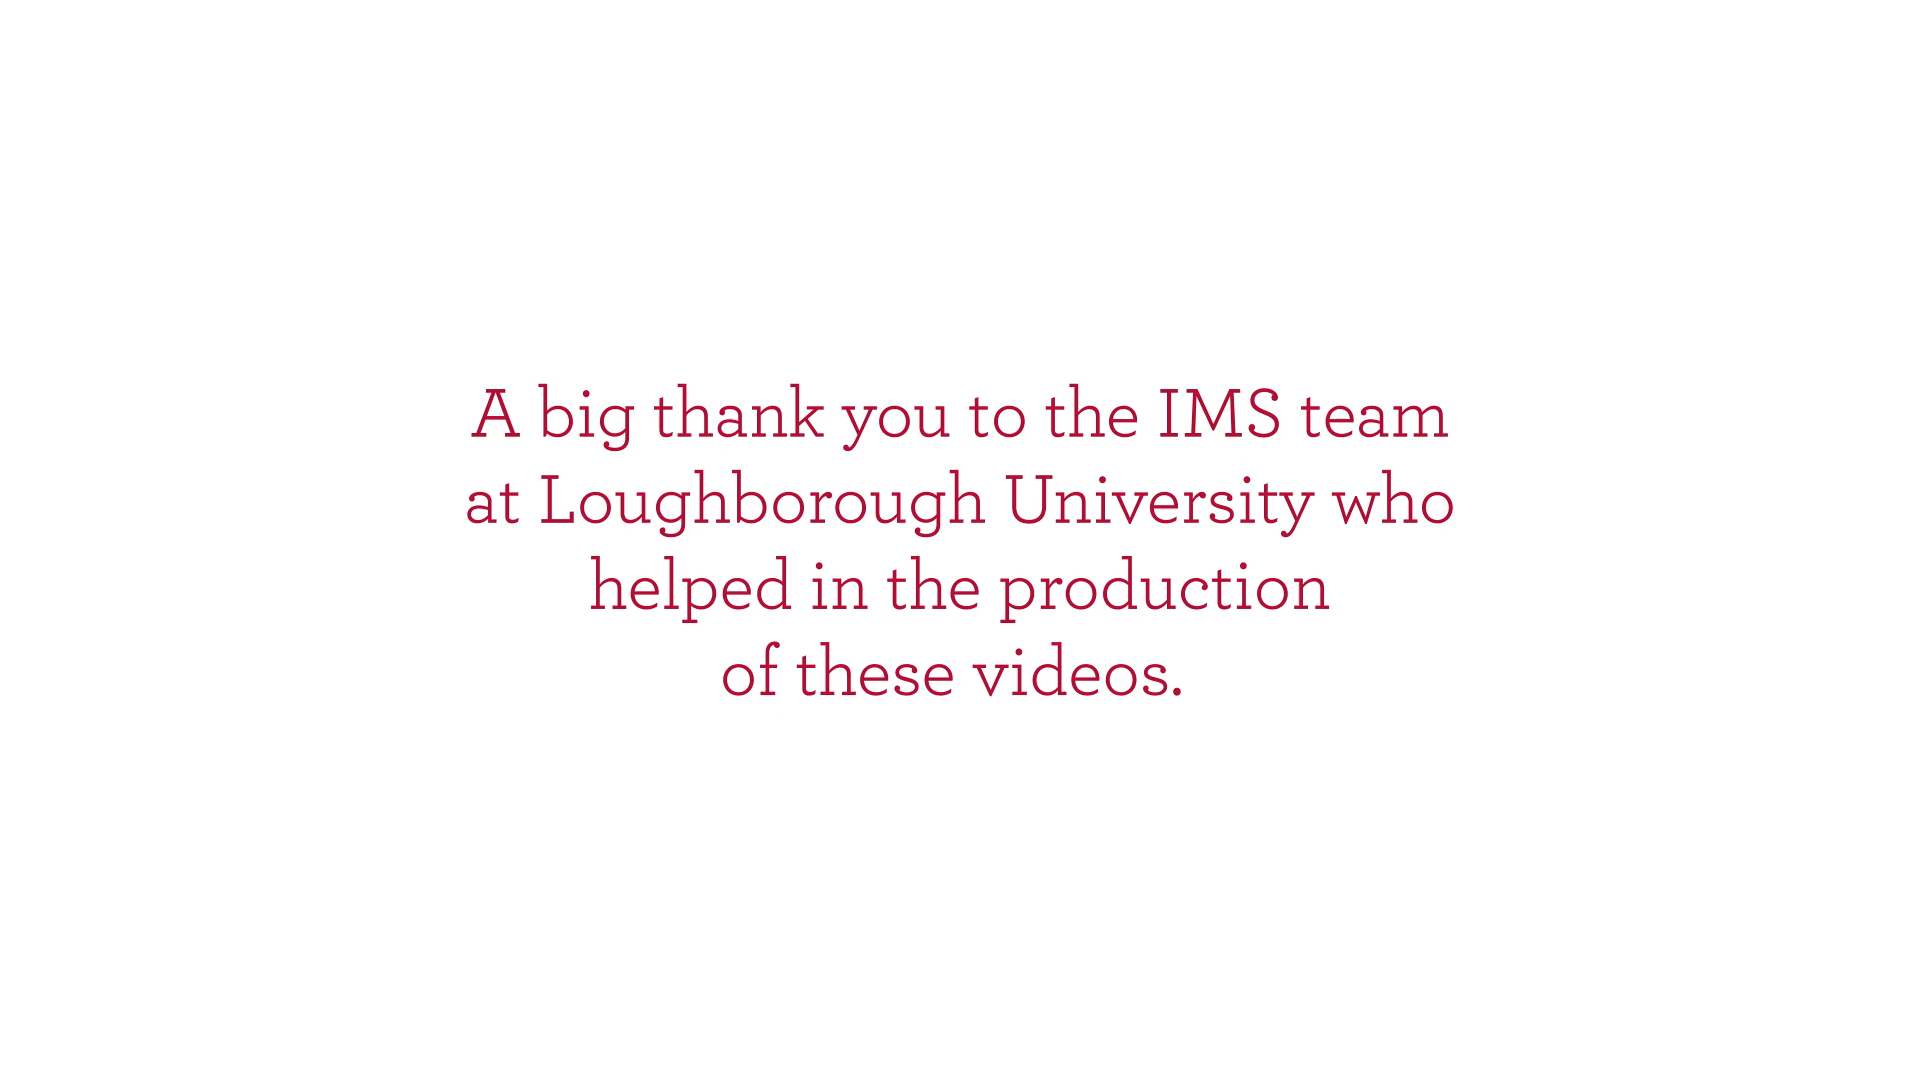 A big thank you to the IMS team
at Loughborough University who
helped in the production
of these videos.